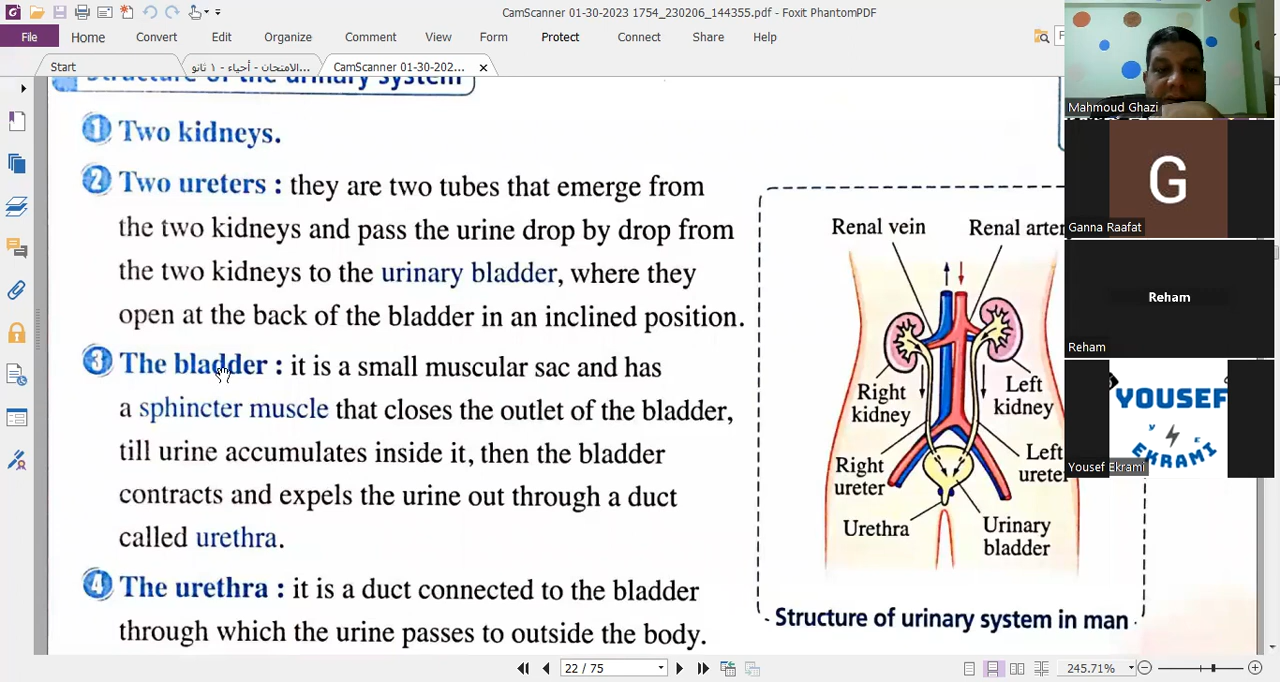 CamScanner 01-30-2023 1754_230206_144355.pdf - Foxit PhantomPDF
File Home Convert Edit Organize Comment View Form Protect Connect Share Help
Start
الامتحان - أحياء - ١ ثانو...
CamScanner 01-30-202...
Structure of the urinary system
1 Two kidneys.
2 Two ureters : they are two tubes that emerge from
the two kidneys and pass the urine drop by drop from
the two kidneys to the urinary bladder, where they
open at the back of the bladder in an inclined position.
3 The bladder : it is a small muscular sac and has
a sphincter muscle that closes the outlet of the bladder,
till urine accumulates inside it, then the bladder
contracts and expels the urine out through a duct
called urethra.
4 The urethra : it is a duct connected to the bladder
through which the urine passes to outside the body.
Renal vein
Renal arter
Right
kidney
Left
kidney
Right
ureter
Left
ureter
Urethra
Urinary
bladder
Structure of urinary system in man
Mahmoud Ghazi
G
Ganna Raafat
Reham
Reham
YOUSEF
EKRAMI
Yousef Ekrami
22 / 75
245.71%